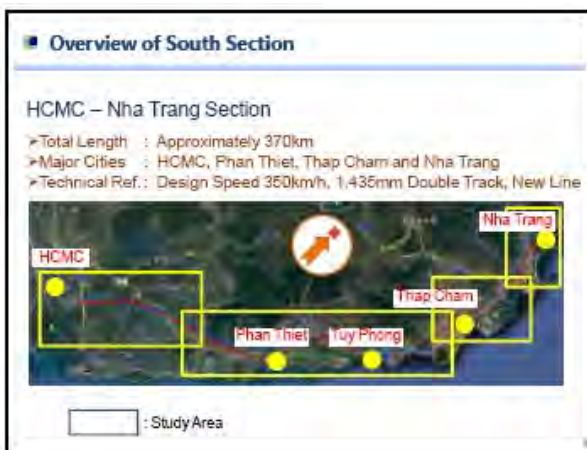 Overview of South Section
HCMC – Nha Trang Section
➢Total Length : Approximately 370km
➢Major Cities : HCMC, Phan Thiet, Thap Cham and Nha Trang
➢Technical Ref.: Design Speed 350km/h, 1.435mm Double Track, New Line
Nha Trang
HCMC
Thap Cham
Phan Thiet Tuy Phong
: Study Area